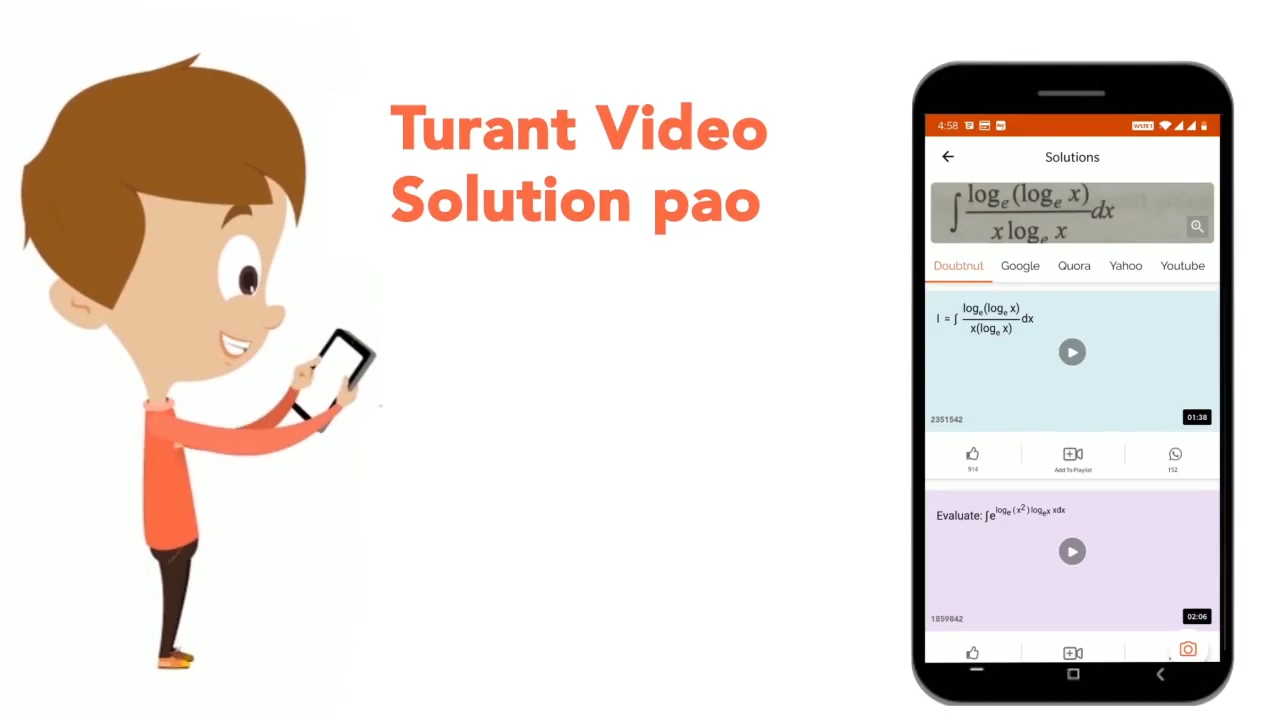 Turant Video
Solution pao
4:58
Solutions
∫ logₑ(logₑ x) / x logₑ x dx
Doubtnut Google Quora Yahoo Youtube
I = ∫ logₑ(logₑ x) / x(logₑ x) dx
2351542 01:38
914 Add To Playlist 152
Evaluate: ∫e^logₑ(x²)logₑx xdx
1859842 02:06